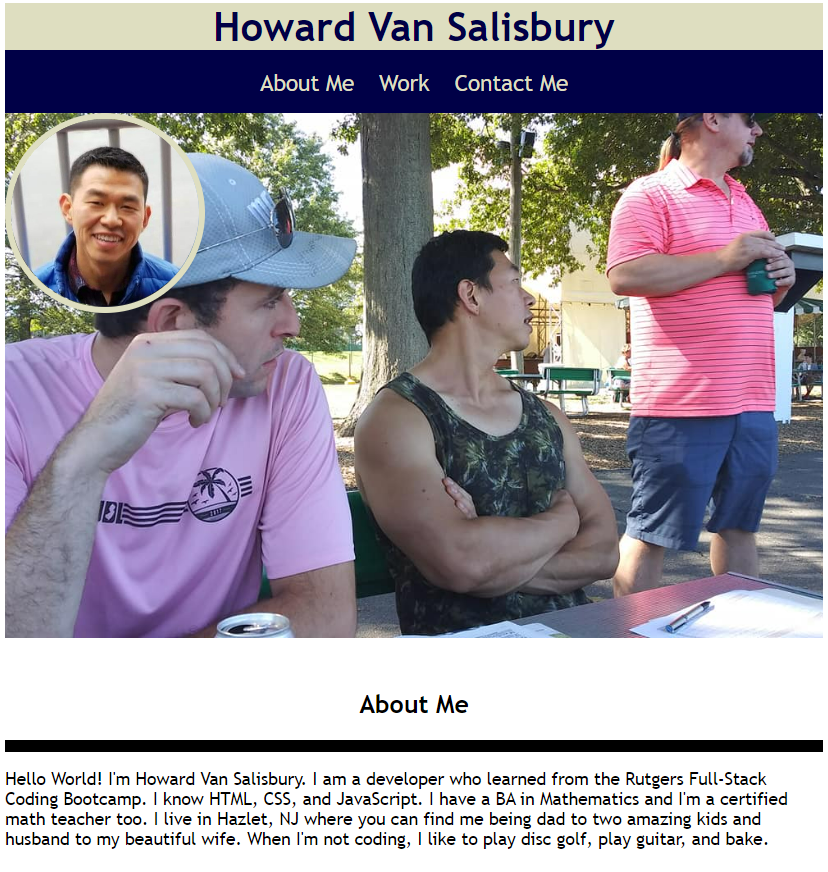 Howard Van Salisbury
About Me Work Contact Me
About Me
Hello World! I'm Howard Van Salisbury. I am a developer who learned from the Rutgers Full-Stack
Coding Bootcamp. I know HTML, CSS, and JavaScript. I have a BA in Mathematics and I'm a certified
math teacher too. I live in Hazlet, NJ where you can find me being dad to two amazing kids and
husband to my beautiful wife. When I'm not coding, I like to play disc golf, play guitar, and bake.